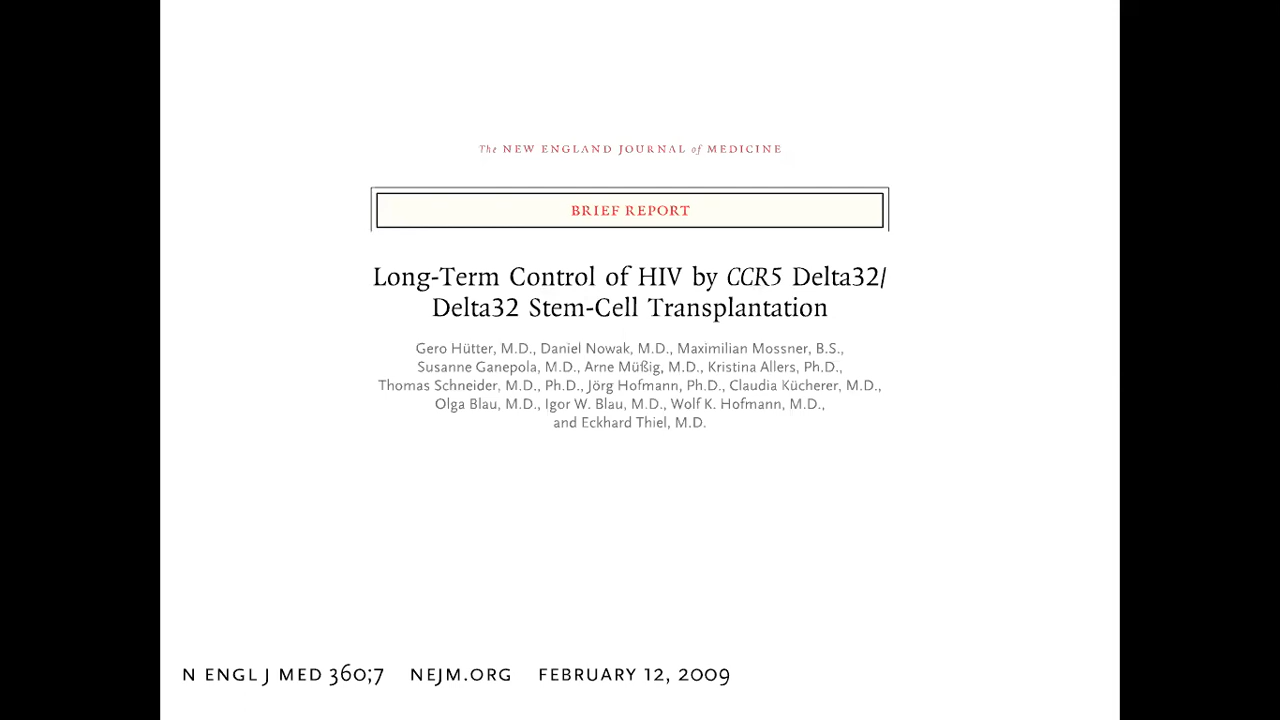 The NEW ENGLAND JOURNAL of MEDICINE
BRIEF REPORT
Long-Term Control of HIV by CCR5 Delta32/
Delta32 Stem-Cell Transplantation
Gero Hütter, M.D., Daniel Nowak, M.D., Maximilian Mossner, B.S.,
Susanne Ganepola, M.D., Arne Müßig, M.D., Kristina Allers, Ph.D.,
Thomas Schneider, M.D., Ph.D., Jörg Hofmann, Ph.D., Claudia Kücherer, M.D.,
Olga Blau, M.D., Igor W. Blau, M.D., Wolf K. Hofmann, M.D.,
and Eckhard Thiel, M.D.
N ENGL J MED 360;7 NEJM.ORG FEBRUARY 12, 2009